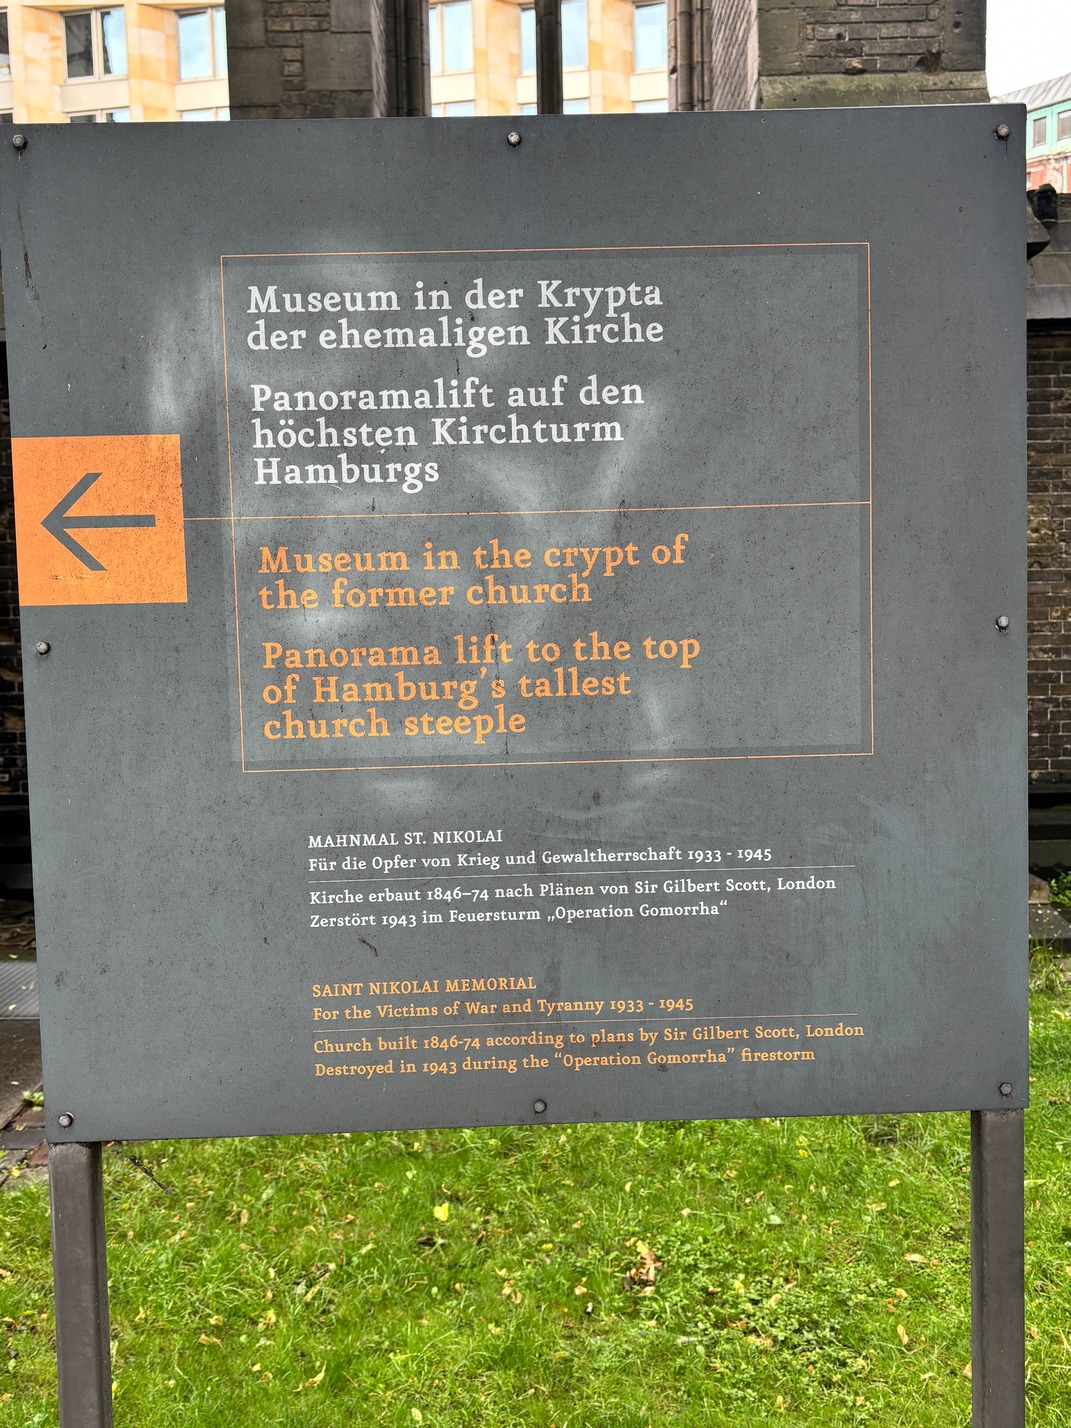 Museum in der Krypta
der ehemaligen Kirche
Panoramalift auf den
höchsten Kirchturm
Hamburgs
Museum in the crypt of
the former church
Panorama lift to the top
of Hamburg's tallest
church steeple
MAHNMAL ST. NIKOLAI
Für die Opfer von Krieg und Gewaltherrschaft 1933 - 1945
Kirche erbaut 1846–74 nach Plänen von Sir Gilbert Scott, London
Zerstört 1943 im Feuersturm „Operation Gomorrha“
SAINT NIKOLAI MEMORIAL
For the Victims of War and Tyranny 1933 - 1945
Church built 1846-74 according to plans by Sir Gilbert Scott, London
Destroyed in 1943 during the “Operation Gomorrha” firestorm